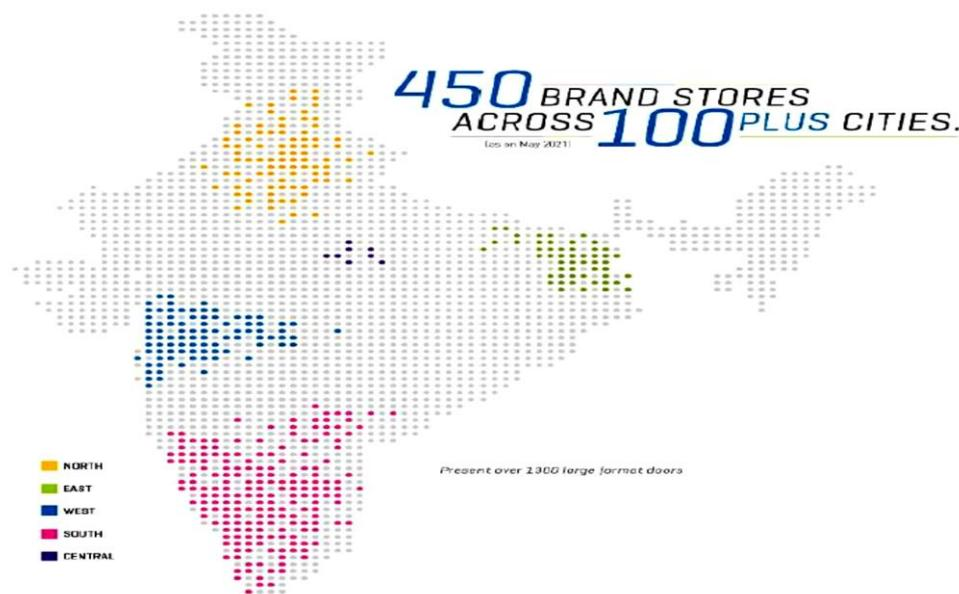 450 BRAND STORES
ACROSS 100 PLUS CITIES.
(as on May 2021)
Present over 1300 large format doors
NORTH
EAST
WEST
SOUTH
CENTRAL